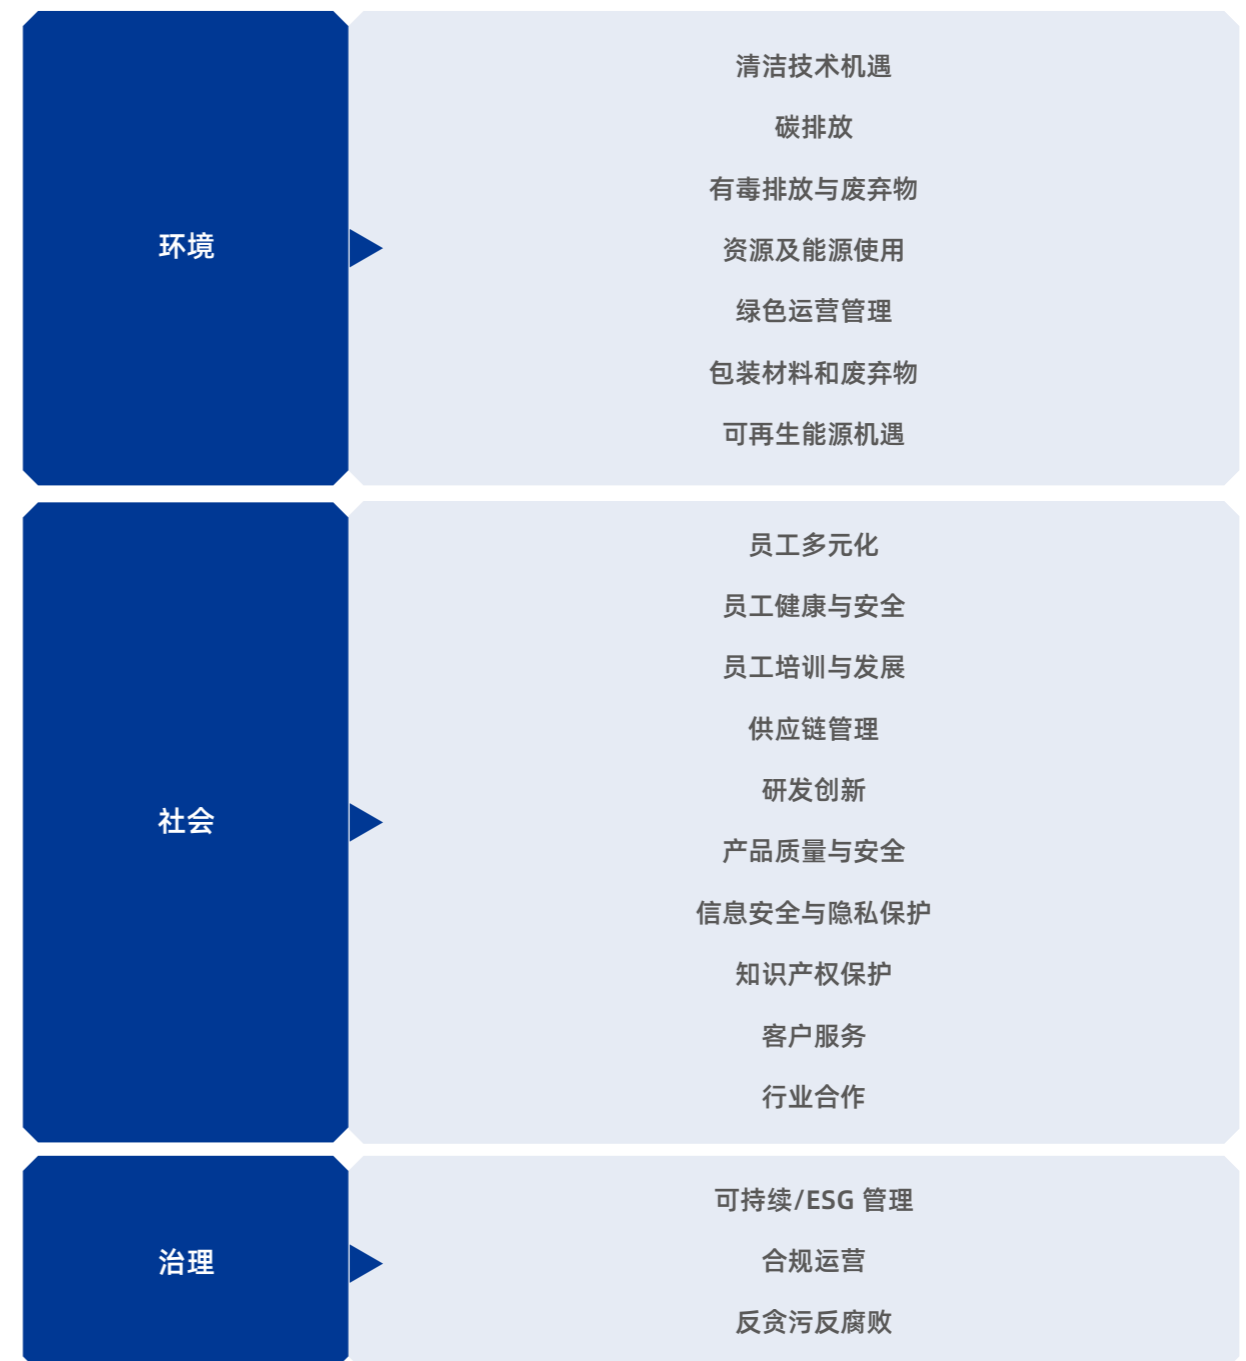 环境
清洁技术机遇
碳排放
有毒排放与废弃物
资源及能源使用
绿色运营管理
包装材料和废弃物
可再生能源机遇
社会
员工多元化
员工健康与安全
员工培训与发展
供应链管理
研发创新
产品质量与安全
信息安全与隐私保护
知识产权保护
客户服务
行业合作
治理
可持续/ESG 管理
合规运营
反贪污反腐败